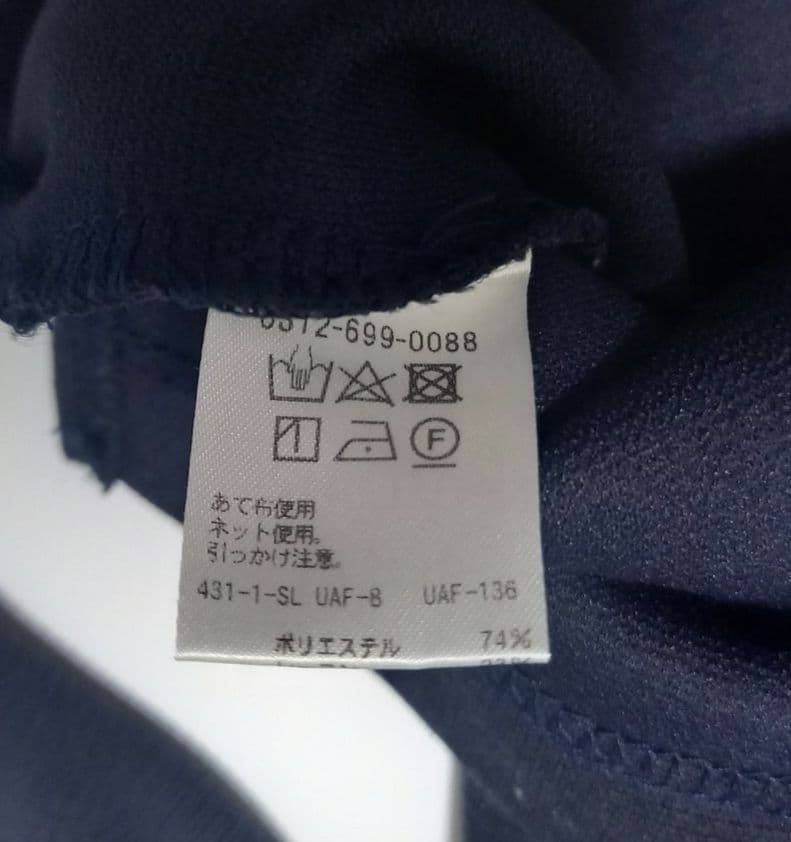 -699-0088
F
あて布使用
ネット使用。
引っかけ注意。
431-1-SL UAF-8 UAF-136
ポリエステル 74%